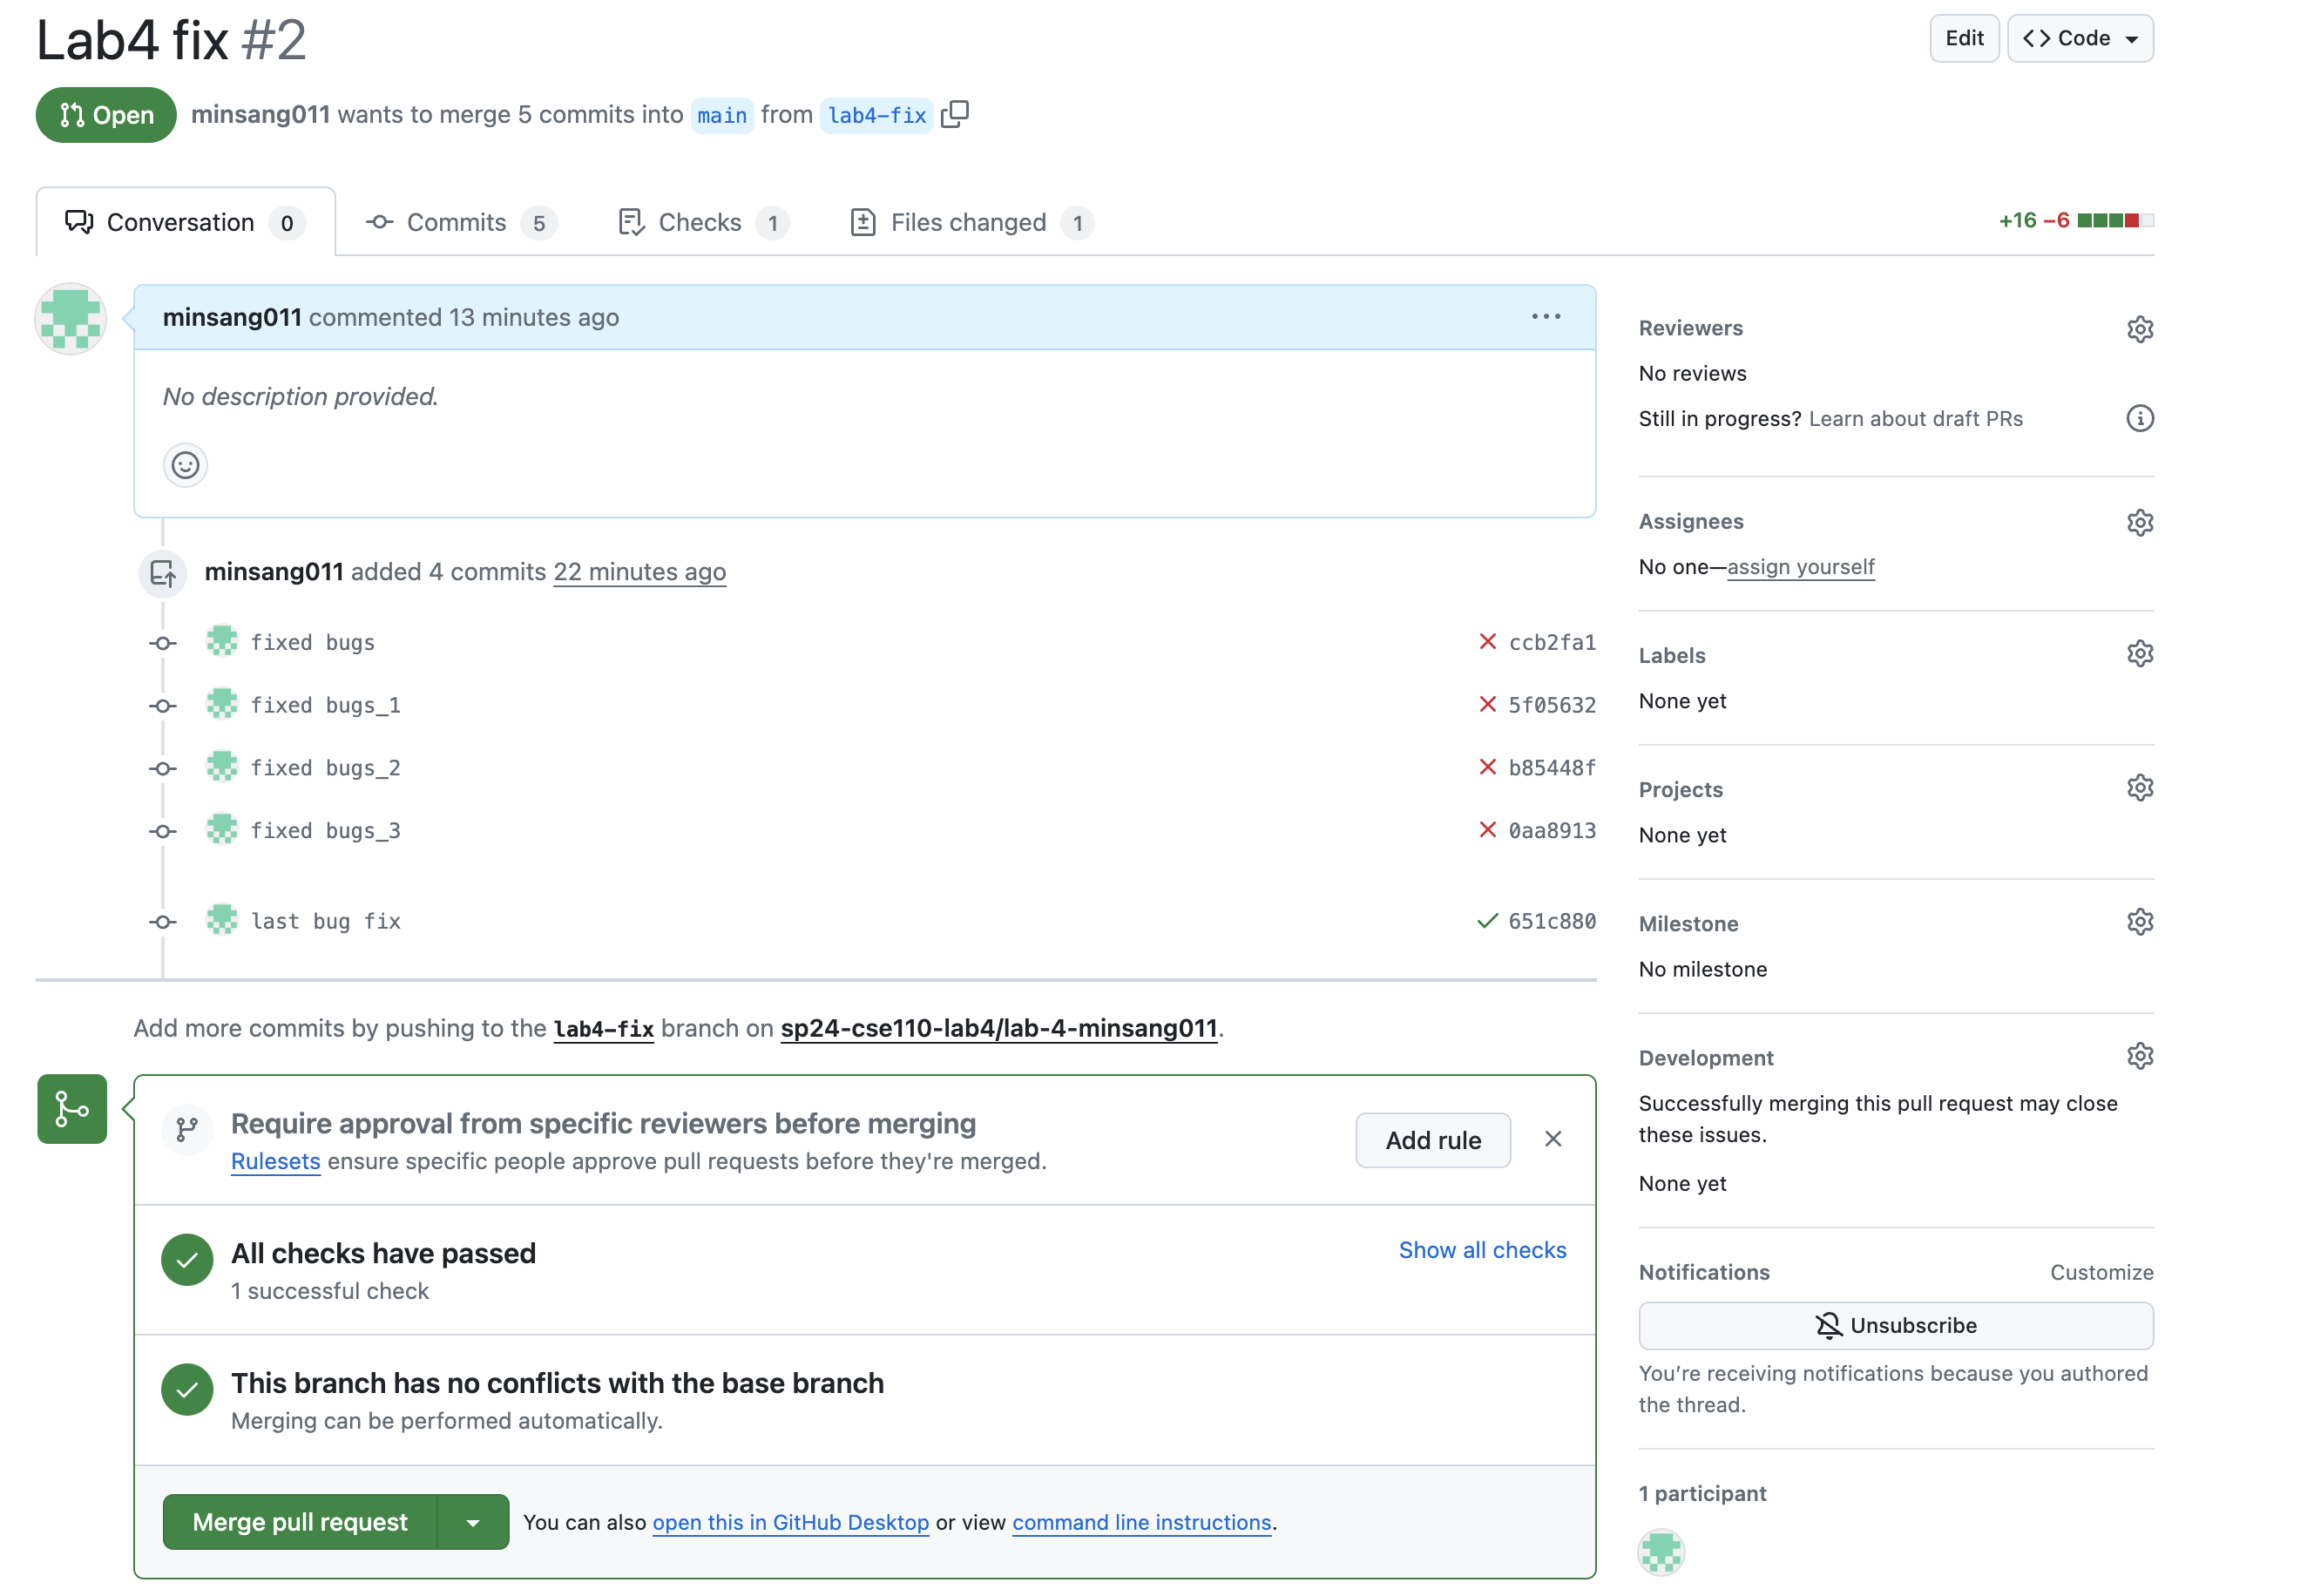 Lab4 fix #2
Edit
Code
Open
minsang011 wants to merge 5 commits into main from lab4-fix
Conversation 0
Commits 5
Checks 1
Files changed 1
+16 −6
minsang011 commented 13 minutes ago
No description provided.
minsang011 added 4 commits 22 minutes ago
fixed bugs ccb2fa1
fixed bugs_1 5f05632
fixed bugs_2 b85448f
fixed bugs_3 0aa8913
last bug fix 651c880
Add more commits by pushing to the lab4-fix branch on sp24-cse110-lab4/lab-4-minsang011.
Require approval from specific reviewers before merging
Rulesets ensure specific people approve pull requests before they're merged.
Add rule
All checks have passed
1 successful check
Show all checks
This branch has no conflicts with the base branch
Merging can be performed automatically.
Merge pull request
You can also open this in GitHub Desktop or view command line instructions.
Reviewers
No reviews
Still in progress? Learn about draft PRs
Assignees
No one—assign yourself
Labels
None yet
Projects
None yet
Milestone
No milestone
Development
Successfully merging this pull request may close
these issues.
None yet
Notifications
Customize
Unsubscribe
You’re receiving notifications because you authored
the thread.
1 participant